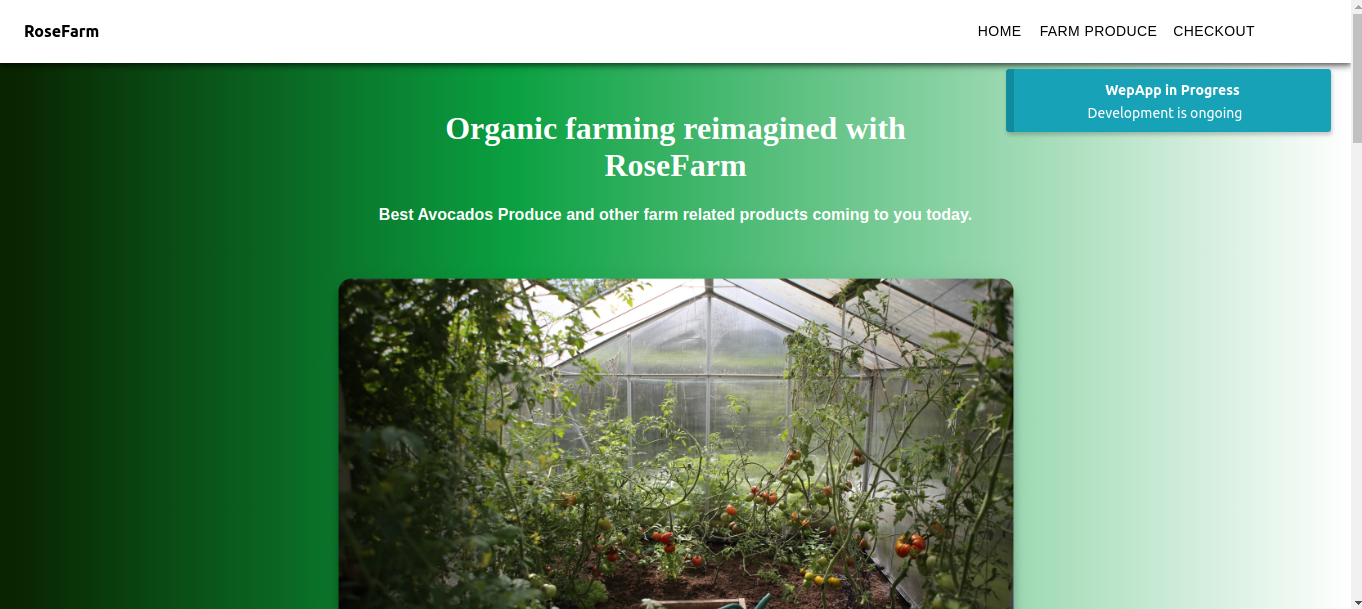 RoseFarm
HOME FARM PRODUCE CHECKOUT
WepApp in Progress
Development is ongoing
Organic farming reimagined with
RoseFarm
Best Avocados Produce and other farm related products coming to you today.